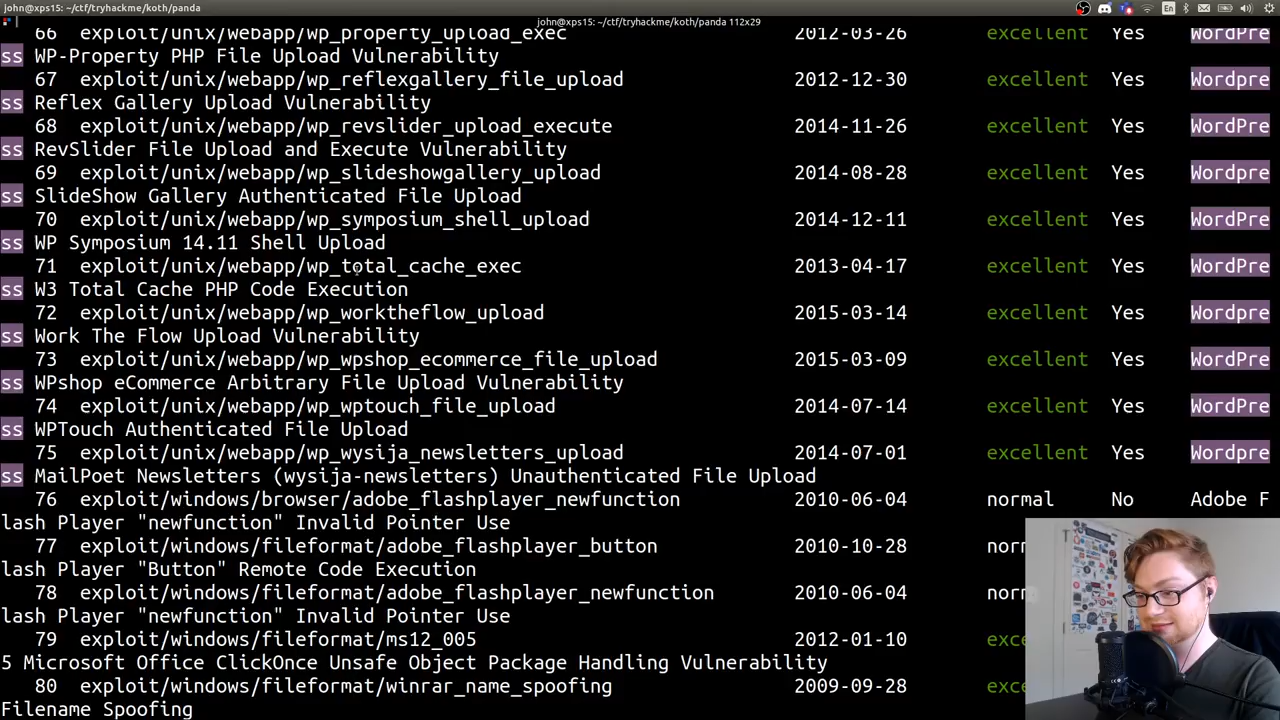 john@xps15: ~/ctf/tryhackme/koth/panda
En
john@xps15: ~/ctf/tryhackme/koth/panda 112x29
66 exploit/unix/webapp/wp_property_upload_exec 2012-03-26 excellent Yes WordPre
ss WP-Property PHP File Upload Vulnerability
67 exploit/unix/webapp/wp_reflexgallery_file_upload 2012-12-30 excellent Yes Wordpre
ss Reflex Gallery Upload Vulnerability
68 exploit/unix/webapp/wp_revslider_upload_execute 2014-11-26 excellent Yes WordPre
ss RevSlider File Upload and Execute Vulnerability
69 exploit/unix/webapp/wp_slideshowgallery_upload 2014-08-28 excellent Yes Wordpre
ss SlideShow Gallery Authenticated File Upload
70 exploit/unix/webapp/wp_symposium_shell_upload 2014-12-11 excellent Yes WordPre
ss WP Symposium 14.11 Shell Upload
71 exploit/unix/webapp/wp_total_cache_exec 2013-04-17 excellent Yes WordPre
ss W3 Total Cache PHP Code Execution
72 exploit/unix/webapp/wp_worktheflow_upload 2015-03-14 excellent Yes WordPre
ss Work The Flow Upload Vulnerability
73 exploit/unix/webapp/wp_wpshop_ecommerce_file_upload 2015-03-09 excellent Yes WordPre
ss WPshop eCommerce Arbitrary File Upload Vulnerability
74 exploit/unix/webapp/wp_wptouch_file_upload 2014-07-14 excellent Yes WordPre
ss WPTouch Authenticated File Upload
75 exploit/unix/webapp/wp_wysija_newsletters_upload 2014-07-01 excellent Yes Wordpre
ss MailPoet Newsletters (wysija-newsletters) Unauthenticated File Upload
76 exploit/windows/browser/adobe_flashplayer_newfunction 2010-06-04 normal No Adobe F
lash Player "newfunction" Invalid Pointer Use
77 exploit/windows/fileformat/adobe_flashplayer_button 2010-10-28 norm
lash Player "Button" Remote Code Execution
78 exploit/windows/fileformat/adobe_flashplayer_newfunction 2010-06-04 norm
lash Player "newfunction" Invalid Pointer Use
79 exploit/windows/fileformat/ms12_005 2012-01-10 exce
5 Microsoft Office ClickOnce Unsafe Object Package Handling Vulnerability
80 exploit/windows/fileformat/winrar_name_spoofing 2009-09-28 exce
Filename Spoofing